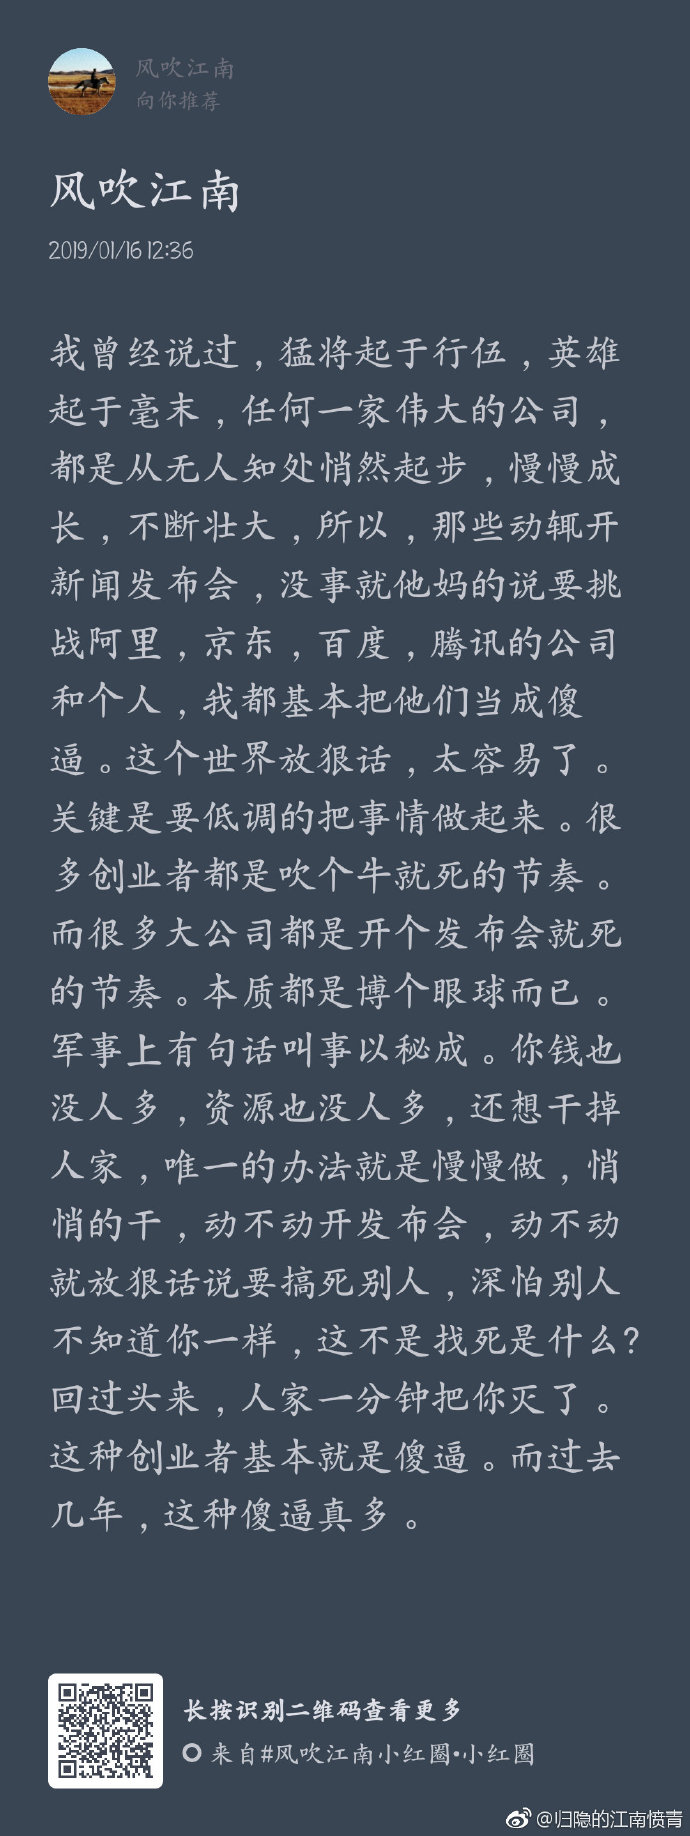 风吹江南
向你推荐
风吹江南
2019/01/16 12:36
我曾经说过，猛将起于行伍，英雄
起于毫末，任何一家伟大的公司，
都是从无人知处悄然起步，慢慢成
长，不断壮大，所以，那些动辄开
新闻发布会，没事就他妈的说要挑
战阿里，京东，百度，腾讯的公司
和个人，我都基本把他们当成傻
逼。这个世界放狠话，太容易了。
关键是要低调的把事情做起来。很
多创业者都是吹个牛就死的节奏。
而很多大公司都是开个发布会就死
的节奏。本质都是博个眼球而已。
军事上有句话叫事以秘成。你钱也
没人多，资源也没人多，还想干掉
人家，唯一的办法就是慢慢做，悄
悄的干，动不动开发布会，动不动
就放狠话说要搞死别人，深怕别人
不知道你一样，这不是找死是什么?
回过头来，人家一分钟把你灭了。
这种创业者基本就是傻逼。而过去
几年，这种傻逼真多。
长按识别二维码查看更多
来自#风吹江南小红圈•小红圈
@归隐的江南愤青